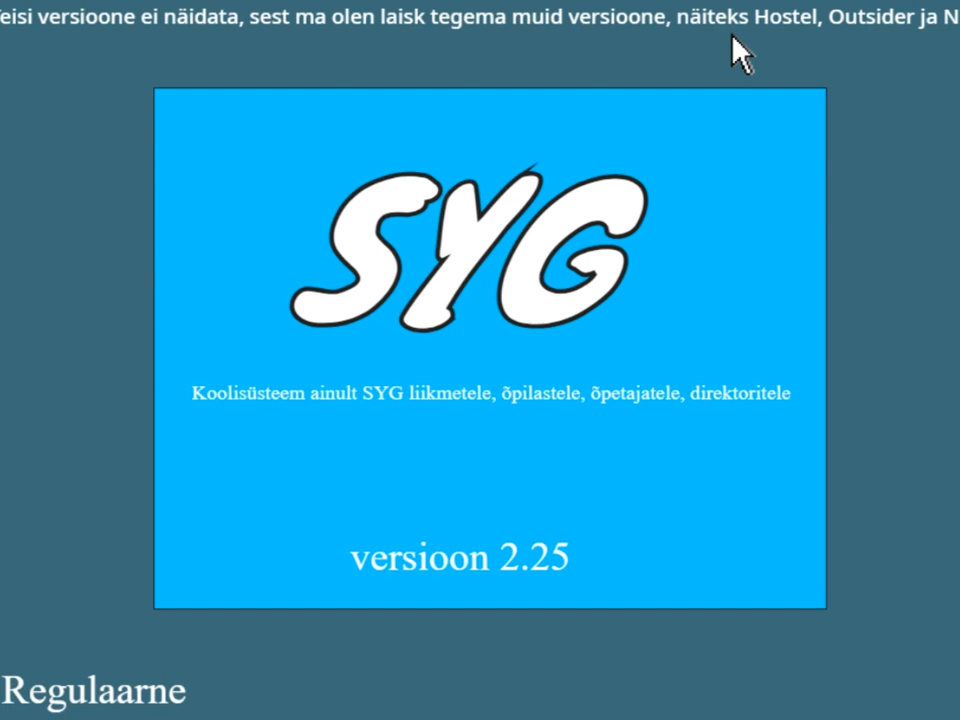 eisi versioone ei näidata, sest ma olen laisk tegema muid versioone, näiteks Hostel, Outsider ja N
SYG
Koolisüsteem ainult SYG liikmetele, õpilastele, õpetajatele, direktoritele
versioon 2.25
Regulaarne